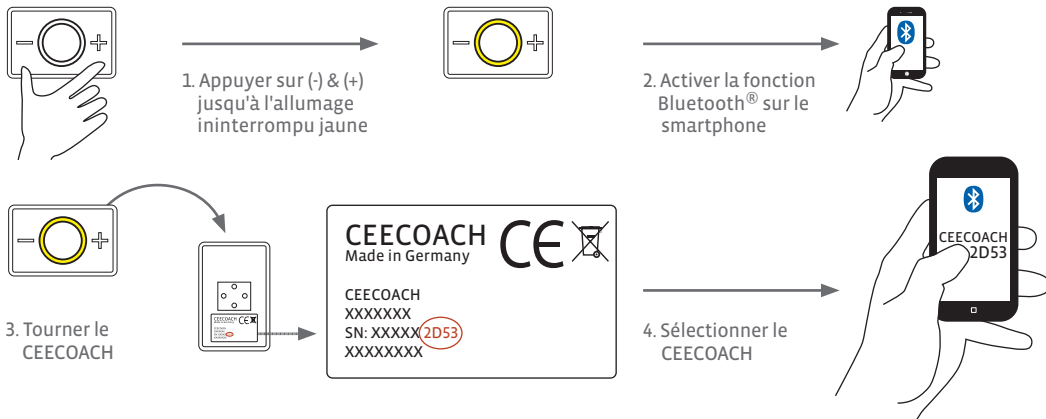 1. Appuyer sur (-) & (+)
jusqu'à l'allumage
ininterrompu jaune
2. Activer la fonction
Bluetooth® sur le
smartphone
3. Tourner le
CEECOACH
CEECOACH
Made in Germany
CE
CEECOACH
XXXXXXX
SN: XXXXX2D53
XXXXXXXX
4. Sélectionner le
CEECOACH
CEECOACH
2D53